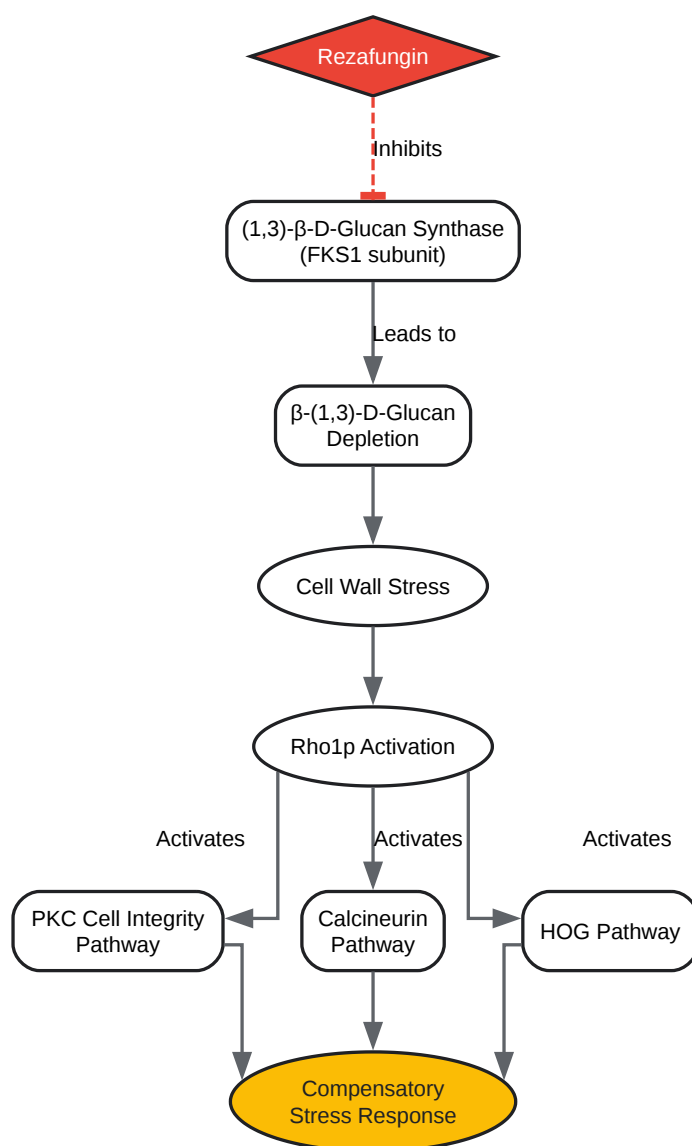 Rezafungin
Inhibits
(1,3)-β-D-Glucan Synthase
(FKS1 subunit)
Leads to
β-(1,3)-D-Glucan
Depletion
Cell Wall Stress
Rho1p Activation
Activates
Activates
Activates
PKC Cell Integrity
Pathway
Calcineurin
Pathway
HOG Pathway
Compensatory
Stress Response